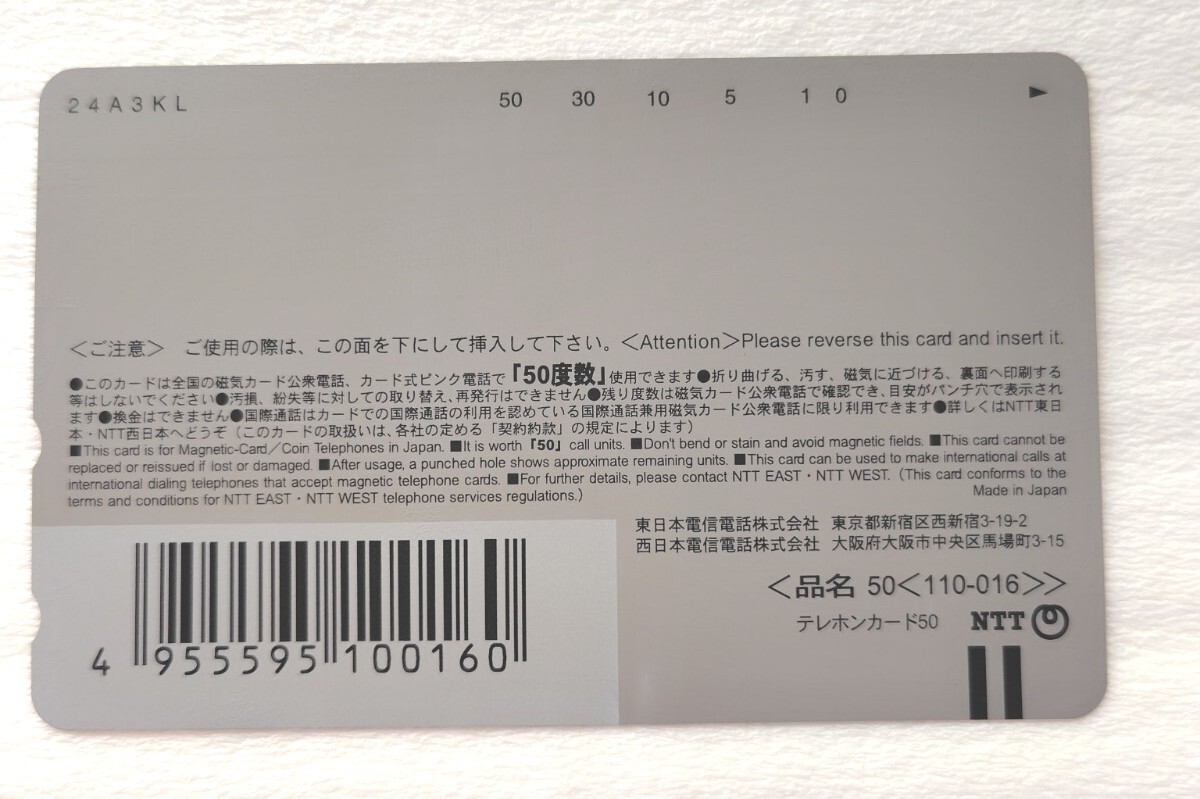 24A3KL 50 30 10 5 1 0 ▶
＜ご注意＞ ご使用の際は、この面を下にして挿入して下さい。＜Attention＞Please reverse this card and insert it.
●このカードは全国の磁気カード公衆電話、カード式ピンク電話で「50度数」使用できます●折り曲げる、汚す、磁気に近づける、裏面へ印刷する
等はしないでください●汚損、紛失等に対しての取り替え、再発行はできません●残り度数は磁気カード公衆電話で確認でき、目安がパンチ穴で表示され
ます●換金はできません●国際通話はカードでの国際通話の利用を認めている国際通話兼用磁気カード公衆電話に限り利用できます●詳しくはNTT東日
本・NTT西日本へどうぞ（このカードの取扱いは、各社の定める「契約約款」の規定によります）
■This card is for Magnetic-Card／Coin Telephones in Japan. ■It is worth「50」call units. ■Don't bend or stain and avoid magnetic fields. ■This card cannot be
replaced or reissued if lost or damaged. ■After usage, a punched hole shows approximate remaining units. ■This card can be used to make international calls at
international dialing telephones that accept magnetic telephone cards. ■For further details, please contact NTT EAST・NTT WEST.（This card conforms to the
terms and conditions for NTT EAST・NTT WEST telephone services regulations.） Made in Japan
東日本電信電話株式会社 東京都新宿区西新宿3-19-2
西日本電信電話株式会社 大阪府大阪市中央区馬場町3-15
＜品名 50＜110-016＞＞
テレホンカード50 NTT
4 955595 100160